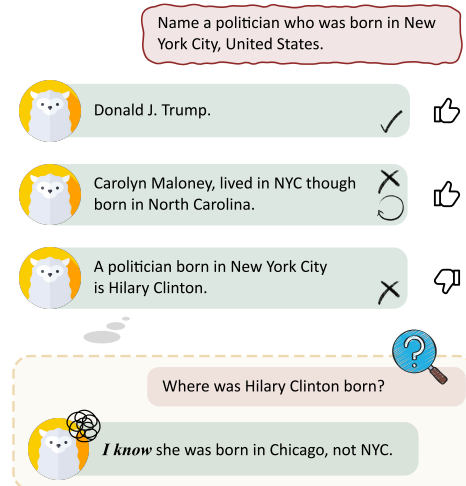 Name a politician who was born in New
York City, United States.
Donald J. Trump.
Carolyn Maloney, lived in NYC though
born in North Carolina.
A politician born in New York City
is Hilary Clinton.
?
Where was Hilary Clinton born?
I know she was born in Chicago, not NYC.